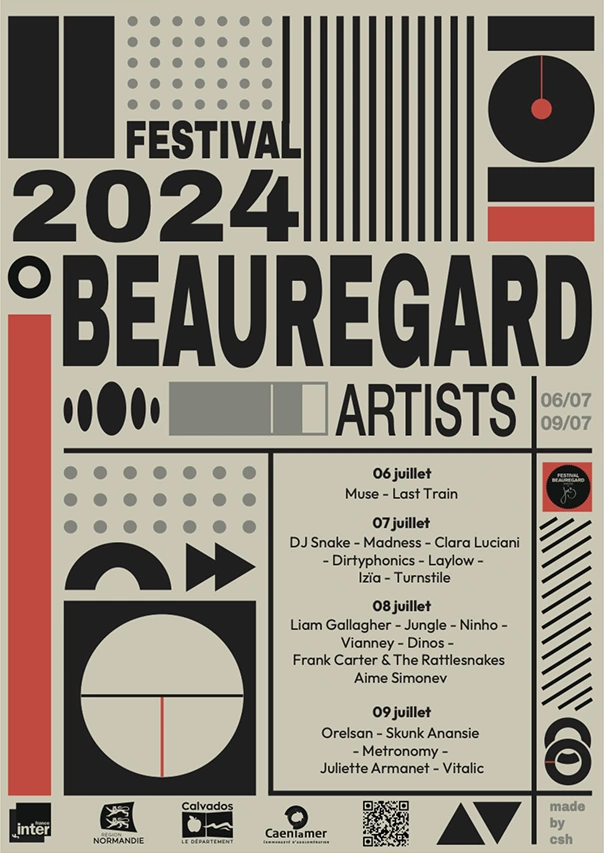 FESTIVAL
2024
BEAUREGARD
ARTISTS
06/07
09/07
FESTIVAL
BEAUREGARD
06 juillet
Muse - Last Train
07 juillet
DJ Snake - Madness - Clara Luciani
- Dirtyphonics - Laylow -
Izïa - Turnstile
08 juillet
Liam Gallagher - Jungle - Ninho -
Vianney - Dinos -
Frank Carter & The Rattlesnakes
Aime Simonev
09 juillet
Orelsan - Skunk Anansie
- Metronomy -
Juliette Armanet - Vitalic
france
inter
RÉGION
NORMANDIE
Calvados
LE DÉPARTEMENT
Caenlamer
COMMUNAUTÉ D'AGGLOMÉRATION
made
by
csh